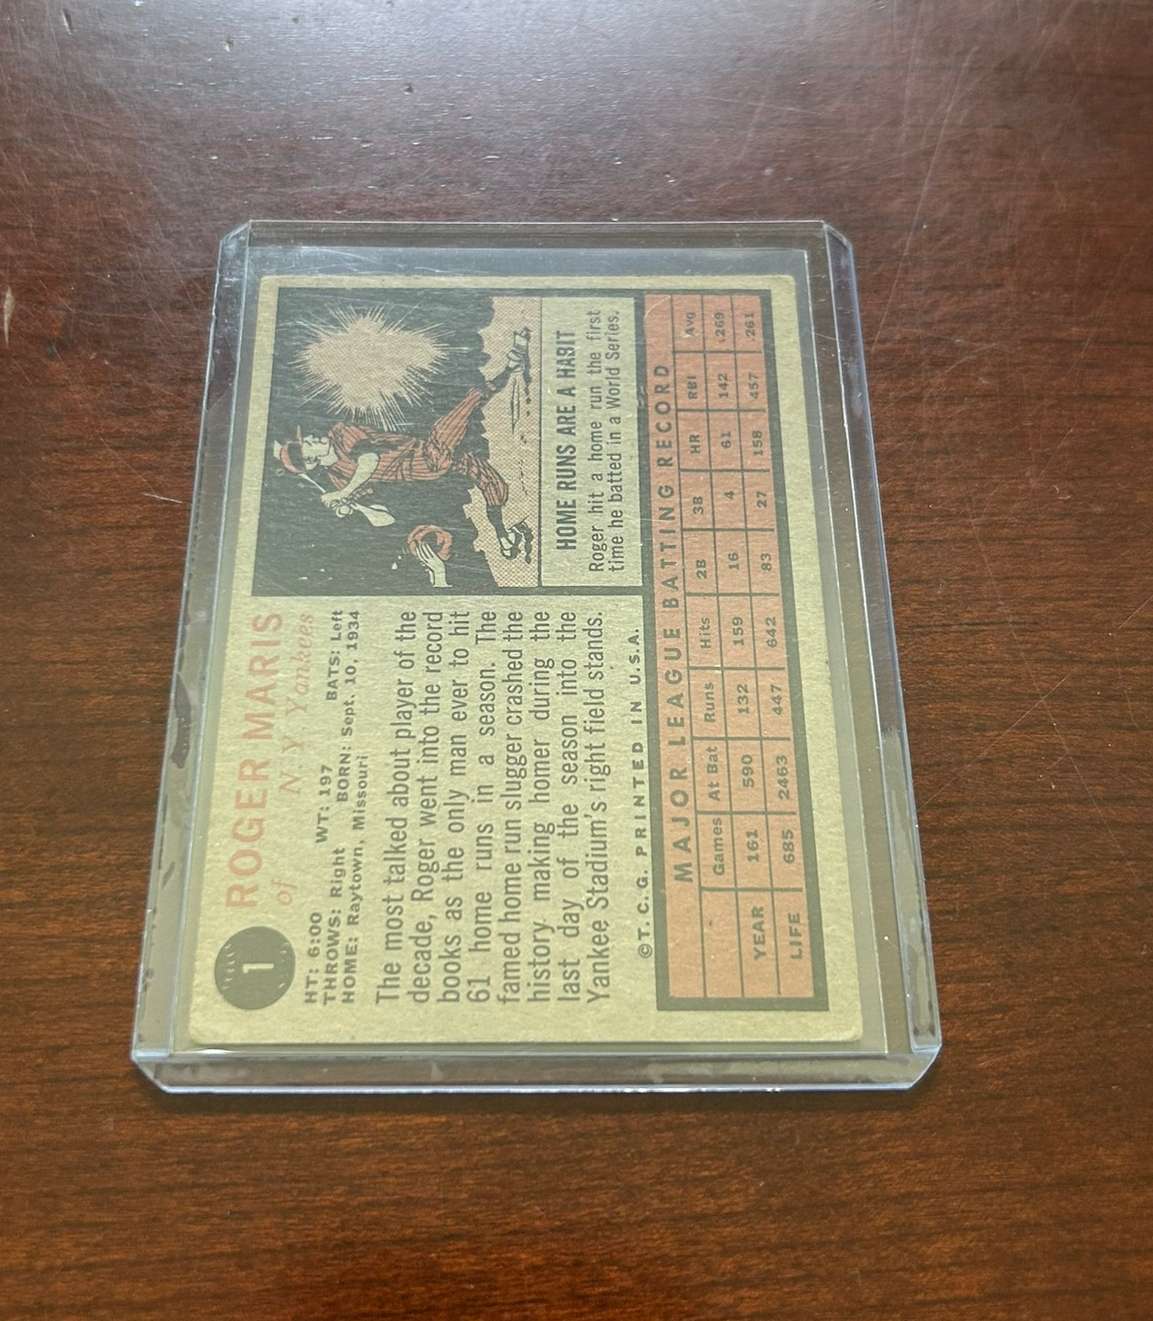 1
ROGER MARIS
of N Y Yankees
HT: 6:00 WT: 197 BATS: Left
THROWS: Right BORN: Sept. 10, 1934
HOME: Raytown, Missouri
The most talked about player of the
decade, Roger went into the record
books as the only man ever to hit
61 home runs in a season. The
famed home run slugger crashed the
history making homer during the
last day of the season into the
Yankee Stadium's right field stands.
©T.C.G. PRINTED IN U.S.A.
HOME RUNS ARE A HABIT
Roger hit a home run the first
time he batted in a World Series.
MAJOR LEAGUE BATTING RECORD
Games At Bat Runs Hits 2B 3B HR RBI Avg
YEAR 161 590 132 159 16 4 61 142 .269
LIFE 685 2463 447 642 83 27 158 457 .261